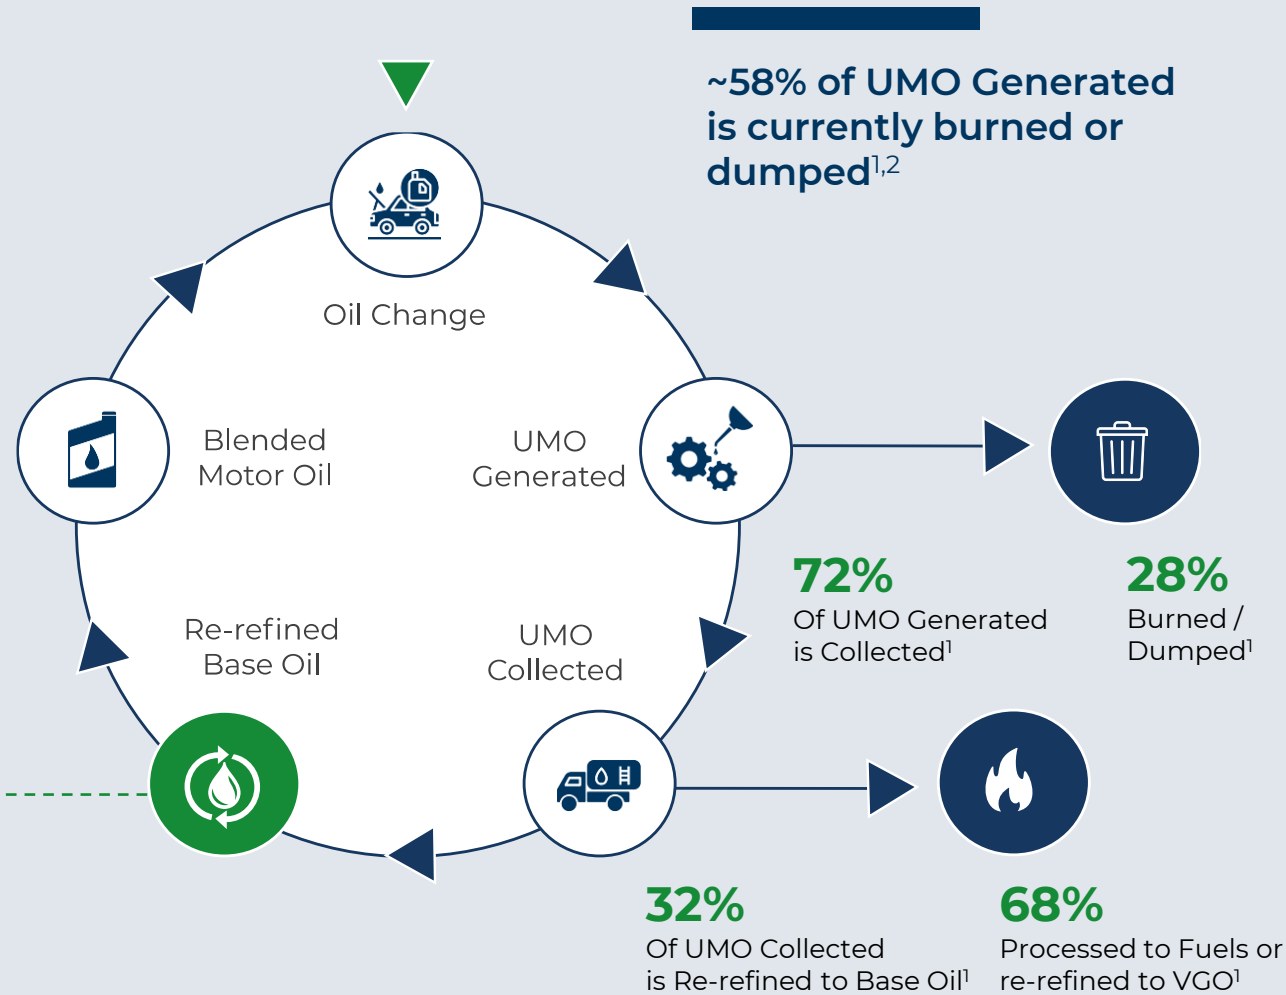 ~58% of UMO Generated
is currently burned or
dumped1,2
Oil Change
Blended
Motor Oil
UMO
Generated
72%
Of UMO Generated
is Collected1
28%
Burned /
Dumped1
Re-refined
Base Oil
UMO
Collected
32%
Of UMO Collected
is Re-refined to Base Oil1
68%
Processed to Fuels or
re-refined to VGO1